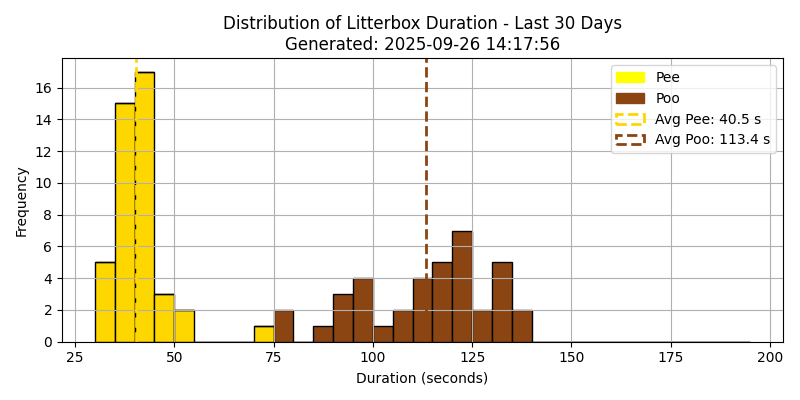 Distribution of Litterbox Duration - Last 30 Days
Generated: 2025-09-26 14:17:56
Pee
Poo
Avg Pee: 40.5 s
Avg Poo: 113.4 s
Frequency
16
14
12
10
8
6
4
2
0
25 50 75 100 125 150 175 200
Duration (seconds)